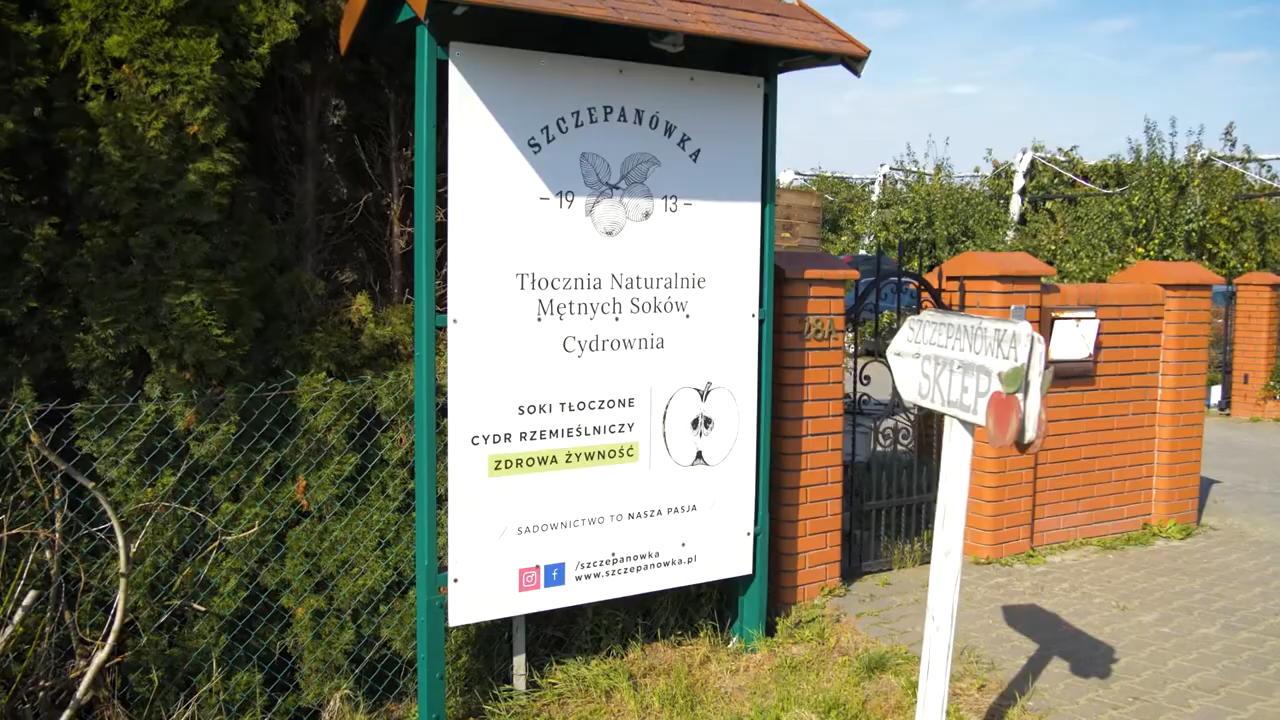 SZCZEPANÓWKA
– 19 13 –
Tłocznia Naturalnie
Mętnych Soków
Cydrownia
SOKI TŁOCZONE
CYDR RZEMIEŚLNICZY
ZDROWA ŻYWNOŚĆ
SADOWNICTWO TO NASZA PASJA
/szczepanowka
www.szczepanowka.pl
18A
SZCZEPANÓWKA
SKLEP